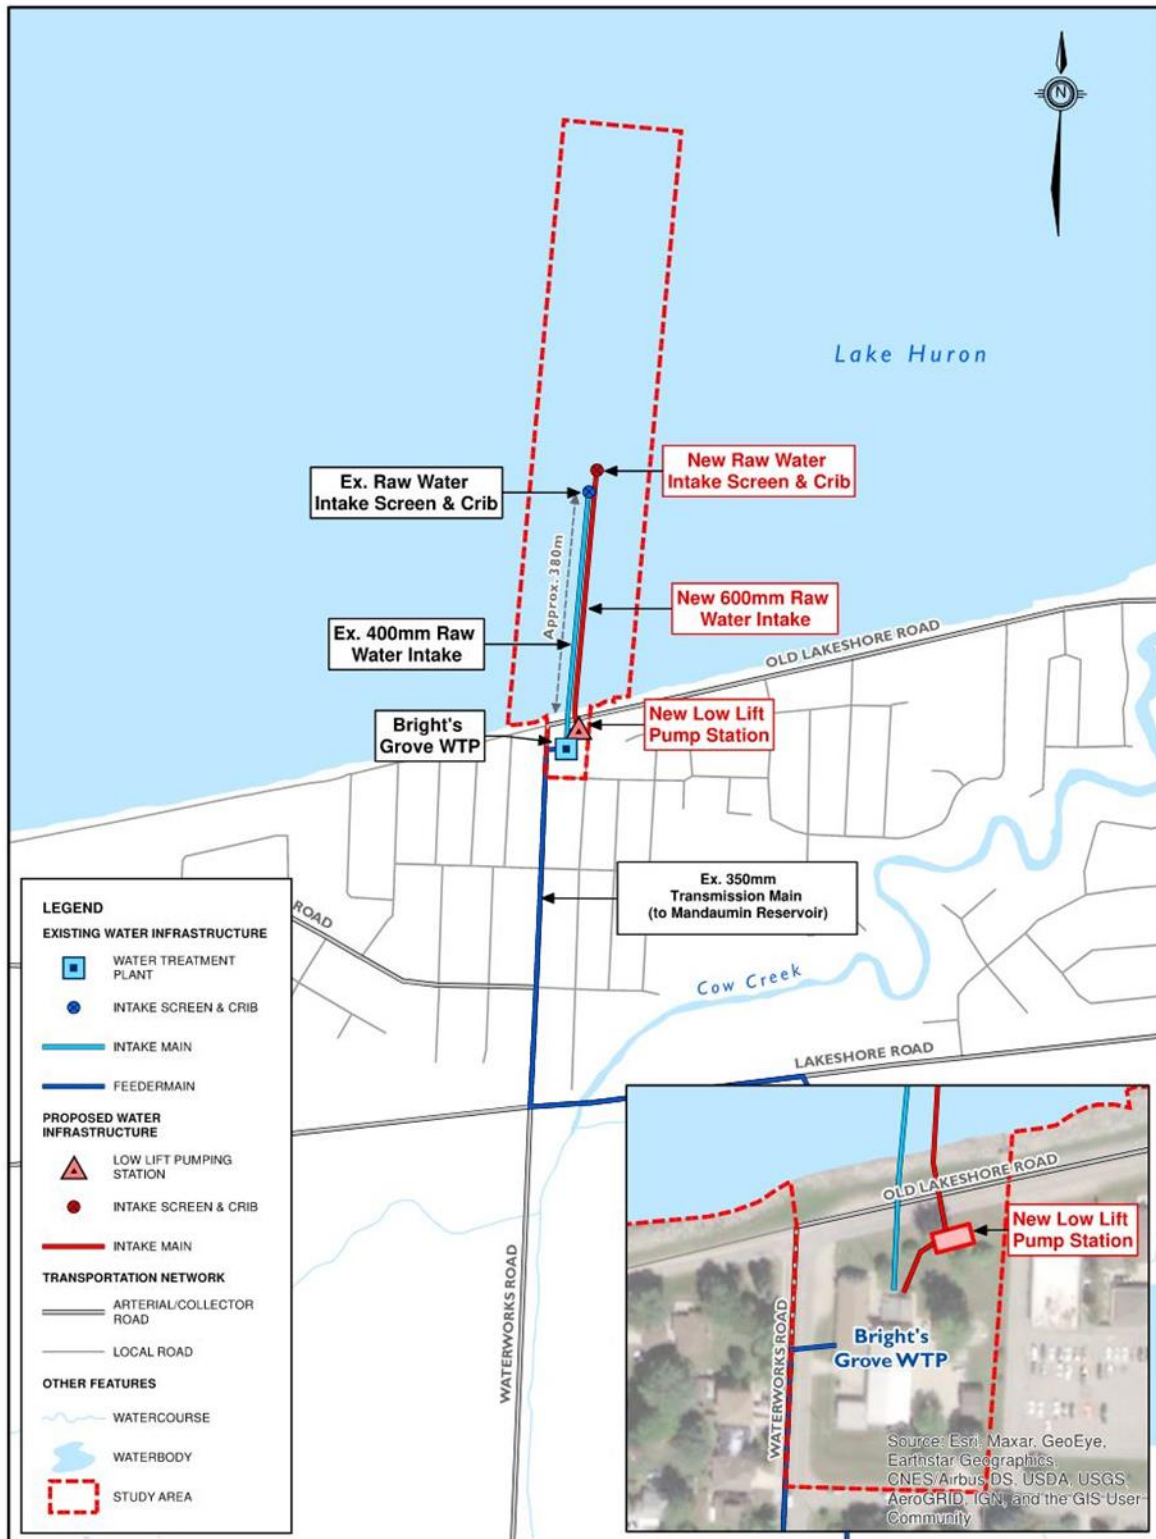 N
Lake Huron
New Raw Water
Intake Screen & Crib
Ex. Raw Water
Intake Screen & Crib
Approx. 380m
New 600mm Raw
Water Intake
Ex. 400mm Raw
Water Intake
OLD LAKESHORE ROAD
New Low Lift
Pump Station
Bright's
Grove WTP
Ex. 350mm
Transmission Main
(to Mandaumin Reservoir)
ROAD
Cow Creek
LAKESHORE ROAD
WATERWORKS ROAD
LEGEND
EXISTING WATER INFRASTRUCTURE
WATER TREATMENT
PLANT
INTAKE SCREEN & CRIB
INTAKE MAIN
FEEDERMAIN
PROPOSED WATER
INFRASTRUCTURE
LOW LIFT PUMPING
STATION
INTAKE SCREEN & CRIB
INTAKE MAIN
TRANSPORTATION NETWORK
ARTERIAL/COLLECTOR
ROAD
LOCAL ROAD
OTHER FEATURES
WATERCOURSE
WATERBODY
STUDY AREA
OLD LAKESHORE ROAD
New Low Lift
Pump Station
WATERWORKS ROAD
Bright's
Grove WTP
Source: Esri, Maxar, GeoEye,
Earthstar Geographics,
CNES/Airbus DS, USDA, USGS,
AeroGRID, IGN, and the GIS User
Community